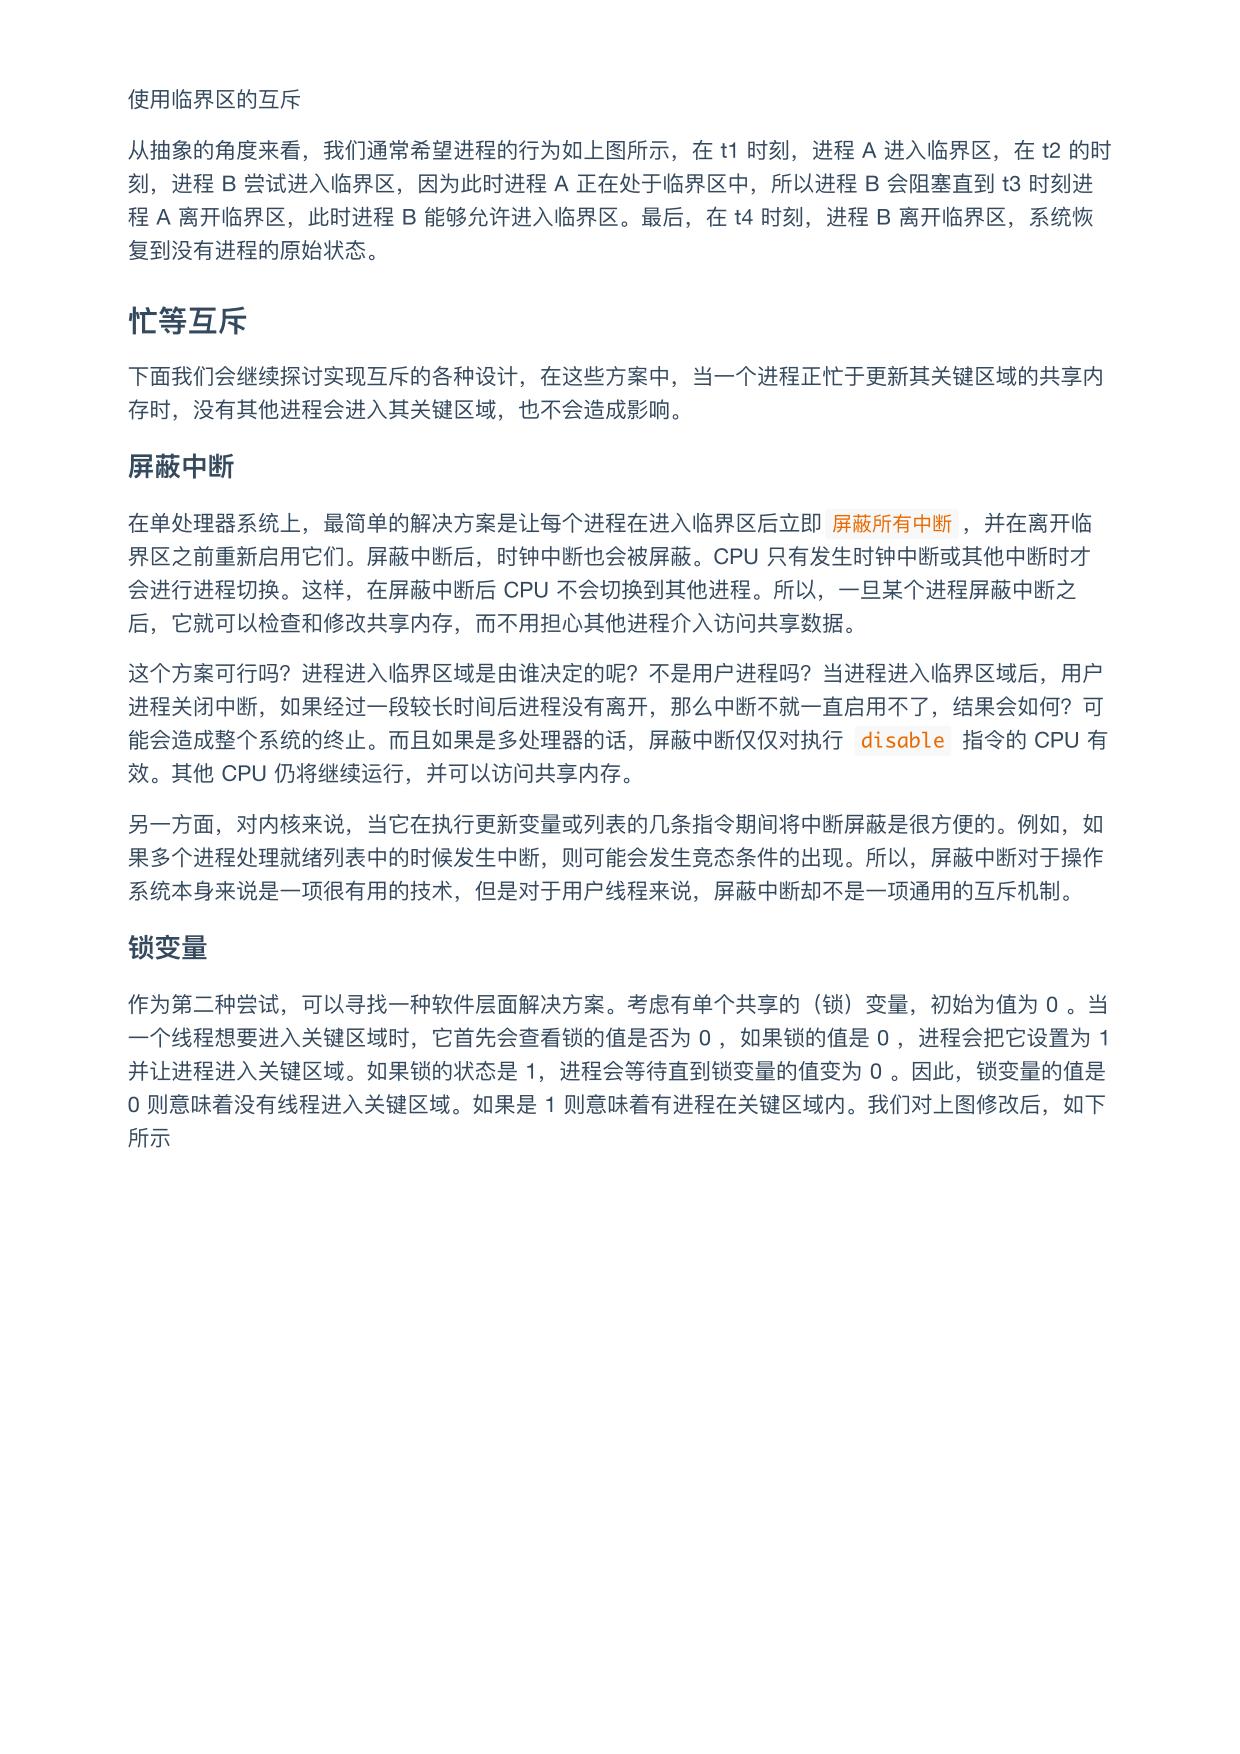 使用临界区的互斥
从抽象的角度来看，我们通常希望进程的行为如上图所示，在 t1 时刻，进程 A 进入临界区，在 t2 的时
刻，进程 B 尝试进入临界区，因为此时进程 A 正在处于临界区中，所以进程 B 会阻塞直到 t3 时刻进
程 A 离开临界区，此时进程 B 能够允许进入临界区。最后，在 t4 时刻，进程 B 离开临界区，系统恢
复到没有进程的原始状态。
忙等互斥
下面我们会继续探讨实现互斥的各种设计，在这些方案中，当一个进程正忙于更新其关键区域的共享内
存时，没有其他进程会进入其关键区域，也不会造成影响。
屏蔽中断
在单处理器系统上，最简单的解决方案是让每个进程在进入临界区后立即 屏蔽所有中断 ，并在离开临
界区之前重新启用它们。屏蔽中断后，时钟中断也会被屏蔽。CPU 只有发生时钟中断或其他中断时才
会进行进程切换。这样，在屏蔽中断后 CPU 不会切换到其他进程。所以，一旦某个进程屏蔽中断之
后，它就可以检查和修改共享内存，而不用担心其他进程介入访问共享数据。
这个方案可行吗？进程进入临界区域是由谁决定的呢？不是用户进程吗？当进程进入临界区域后，用户
进程关闭中断，如果经过一段较长时间后进程没有离开，那么中断不就一直启用不了，结果会如何？可
能会造成整个系统的终止。而且如果是多处理器的话，屏蔽中断仅仅对执行 disable 指令的 CPU 有
效。其他 CPU 仍将继续运行，并可以访问共享内存。
另一方面，对内核来说，当它在执行更新变量或列表的几条指令期间将中断屏蔽是很方便的。例如，如
果多个进程处理就绪列表中的时候发生中断，则可能会发生竞态条件的出现。所以，屏蔽中断对于操作
系统本身来说是一项很有用的技术，但是对于用户线程来说，屏蔽中断却不是一项通用的互斥机制。
锁变量
作为第二种尝试，可以寻找一种软件层面解决方案。考虑有单个共享的（锁）变量，初始为值为 0 。当
一个线程想要进入关键区域时，它首先会查看锁的值是否为 0 ，如果锁的值是 0 ，进程会把它设置为 1
并让进程进入关键区域。如果锁的状态是 1，进程会等待直到锁变量的值变为 0 。因此，锁变量的值是
0 则意味着没有线程进入关键区域。如果是 1 则意味着有进程在关键区域内。我们对上图修改后，如下
所示